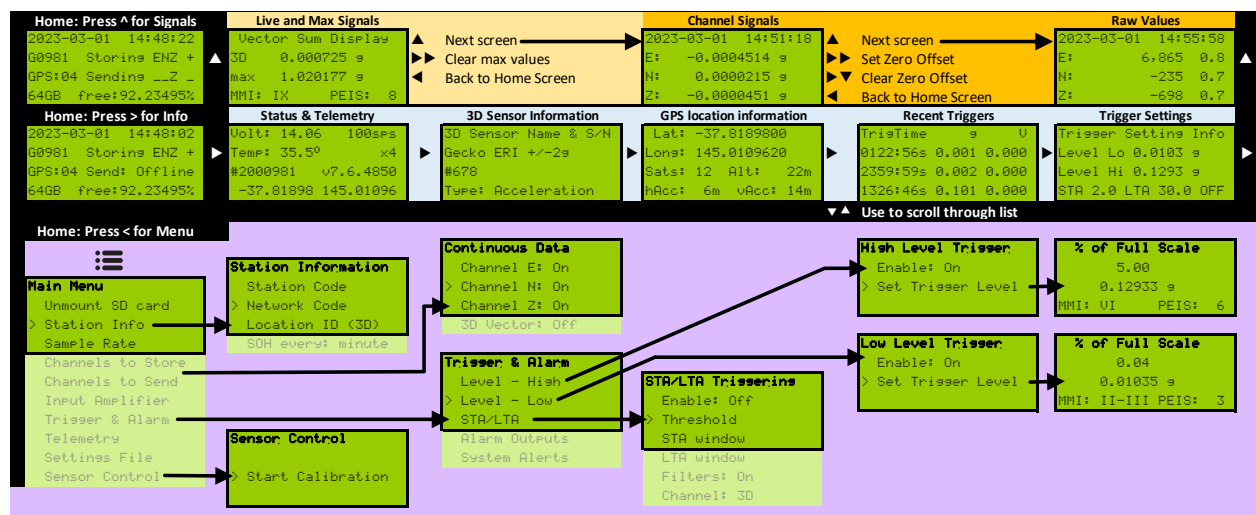 Home: Press ^ for Signals
2023-03-01 14:48:22
G0981 Storing ENZ +
GPS:04 Sending __Z _
64GB free:92.23495%
Live and Max Signals
Vector Sum Display
3D 0.000725 g
max 1.020177 g
MMI: IX PEIS: 8
Next screen
Clear max values
Back to Home Screen
Channel Signals
2023-03-01 14:51:18
E: -0.0004514 g
N: 0.0000215 g
Z: -0.0000451 g
Next screen
Set Zero Offset
Clear Zero Offset
Back to Home Screen
Raw Values
2023-03-01 14:55:58
E: 6,865 0.8
N: -235 0.7
Z: -698 0.7
Home: Press > for Info
2023-03-01 14:48:02
G0981 Storing ENZ +
GPS:04 Send: Offline
64GB free:92.23495%
Status & Telemetry
Volt: 14.06 100sps
Temp: 35.5⁰ x4
#2000981 v7.6.4850
-37.81898 145.01096
3D Sensor Information
3D Sensor Name & S/N
Gecko ERI +/-2g
#678
Type: Acceleration
GPS location information
Lat: -37.8189800
Long: 145.0109620
Sats: 12 Alt: 22m
hAcc: 6m vAcc: 14m
Recent Triggers
TrigTime g V
0122:56s 0.001 0.000
2359:59s 0.002 0.000
1326:46s 0.101 0.000
Trigger Settings
Trigger Setting Info
Level Lo 0.0103 g
Level Hi 0.1293 g
STA 2.0 LTA 30.0 OFF
Use to scroll through list
Home: Press < for Menu
Main Menu
Unmount SD card
> Station Info
Sample Rate
Channels to Store
Channels to Send
Input Amplifier
Trigger & Alarm
Telemetry
Settings File
Sensor Control
Station Information
Station Code
> Network Code
Location ID (3D)
SOH every: minute
Sensor Control
> Start Calibration
Continuous Data
Channel E: On
> Channel N: On
Channel Z: On
3D Vector: Off
Trigger & Alarm
Level - High
> Level - Low
STA/LTA
Alarm Outputs
System Alerts
STA/LTA Triggering
Enable: Off
> Threshold
STA window
LTA window
Filters: On
Channel: 3D
High Level Trigger
Enable: On
> Set Trigger Level
% of Full Scale
5.00
0.12933 g
MMI: VI PEIS: 6
Low Level Trigger
Enable: On
> Set Trigger Level
% of Full Scale
0.04
0.01035 g
MMI: II-III PEIS: 3